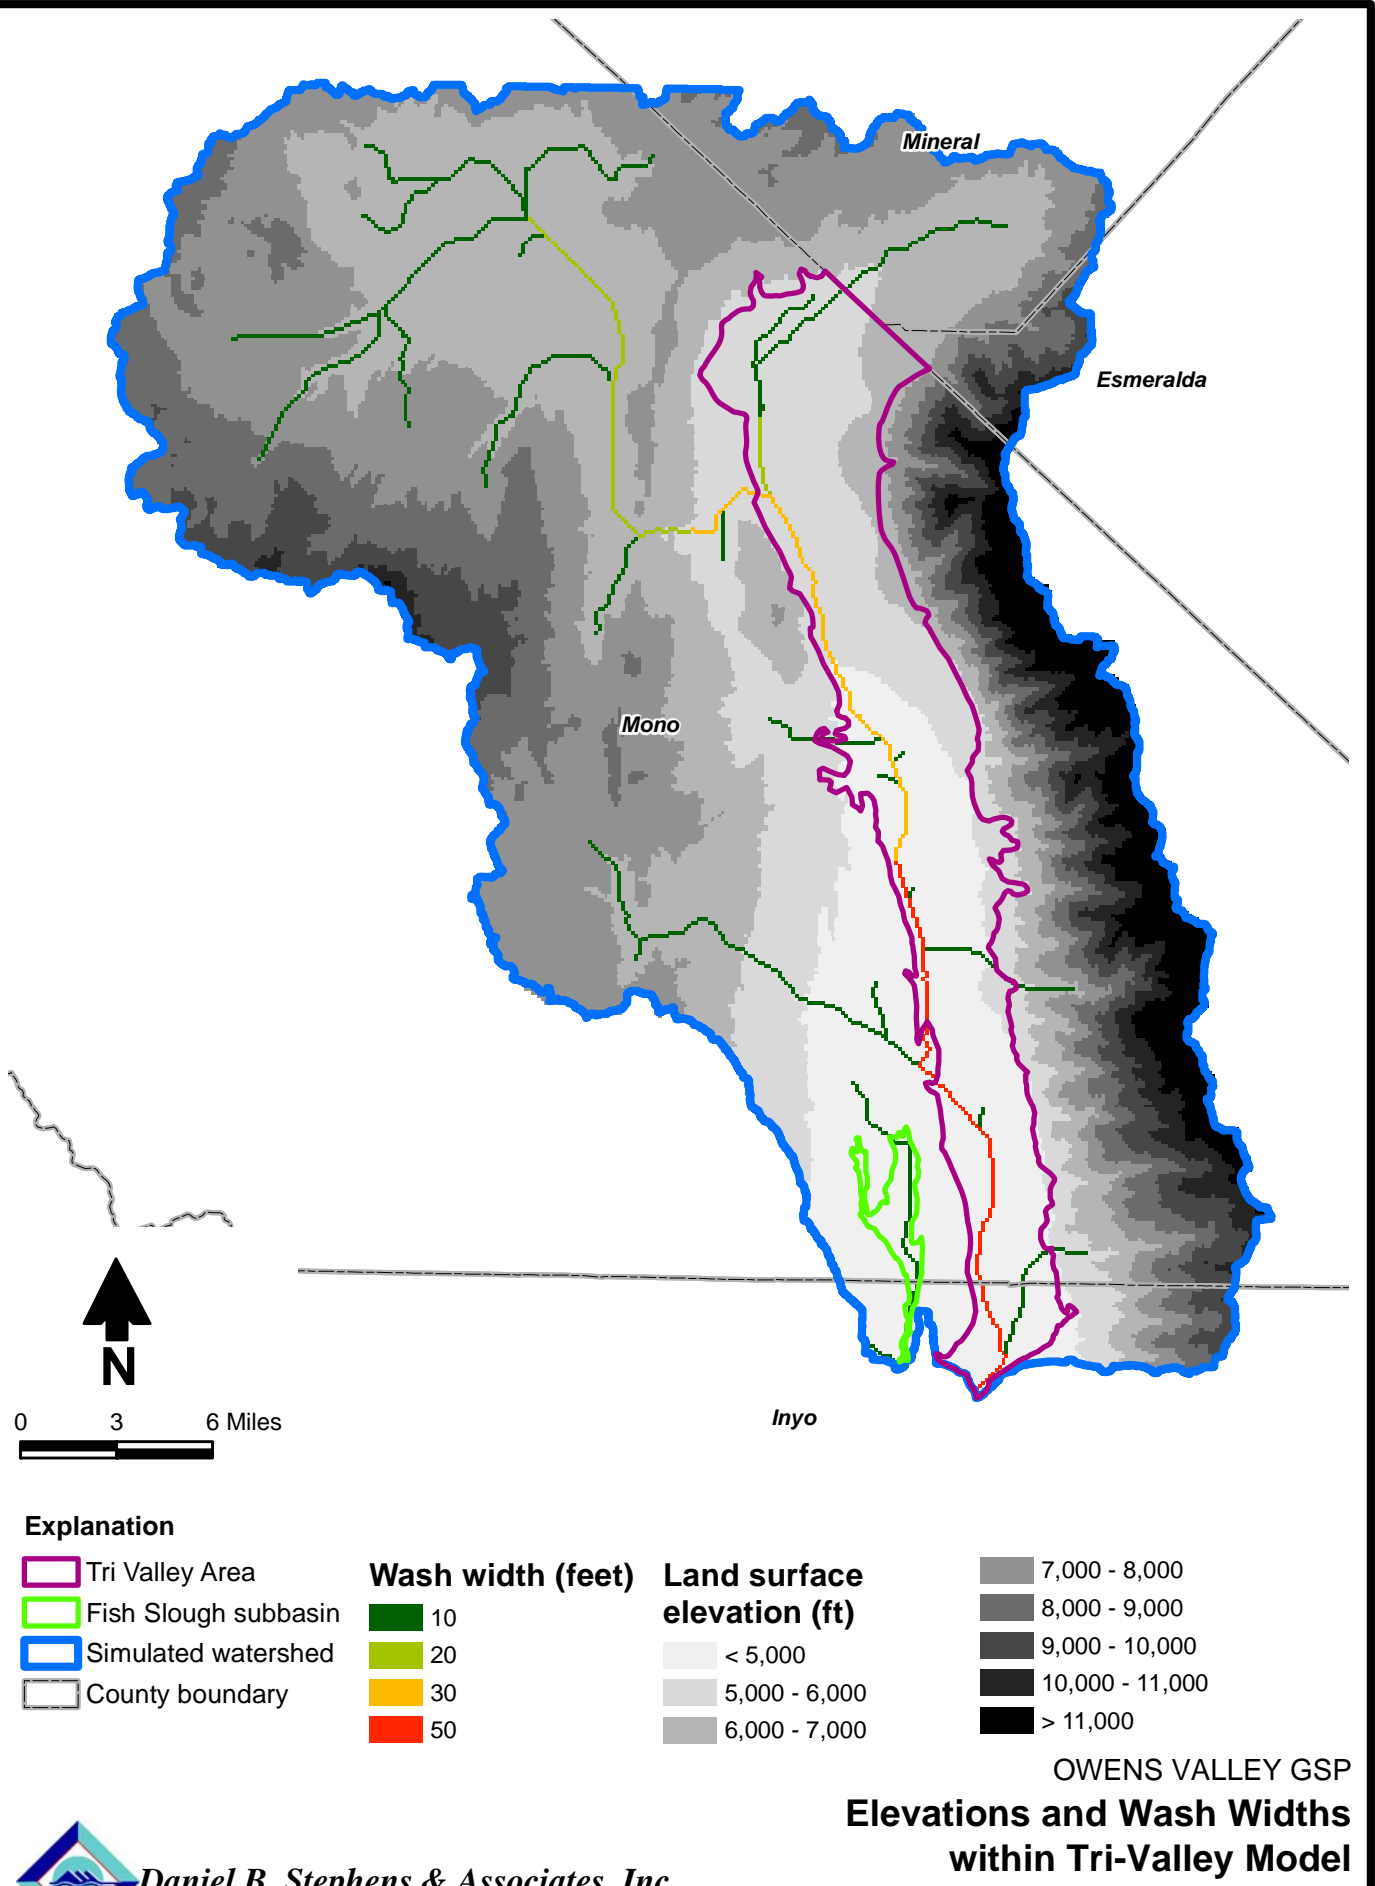 Mineral
Esmeralda
Mono
N
0 3 6 Miles
Inyo
Explanation
Tri Valley Area
Fish Slough subbasin
Simulated watershed
County boundary
Wash width (feet)
10
20
30
50
Land surface
elevation (ft)
< 5,000
5,000 - 6,000
6,000 - 7,000
7,000 - 8,000
8,000 - 9,000
9,000 - 10,000
10,000 - 11,000
> 11,000
OWENS VALLEY GSP
Elevations and Wash Widths
within Tri-Valley Model
Daniel B. Stephens & Associates, Inc